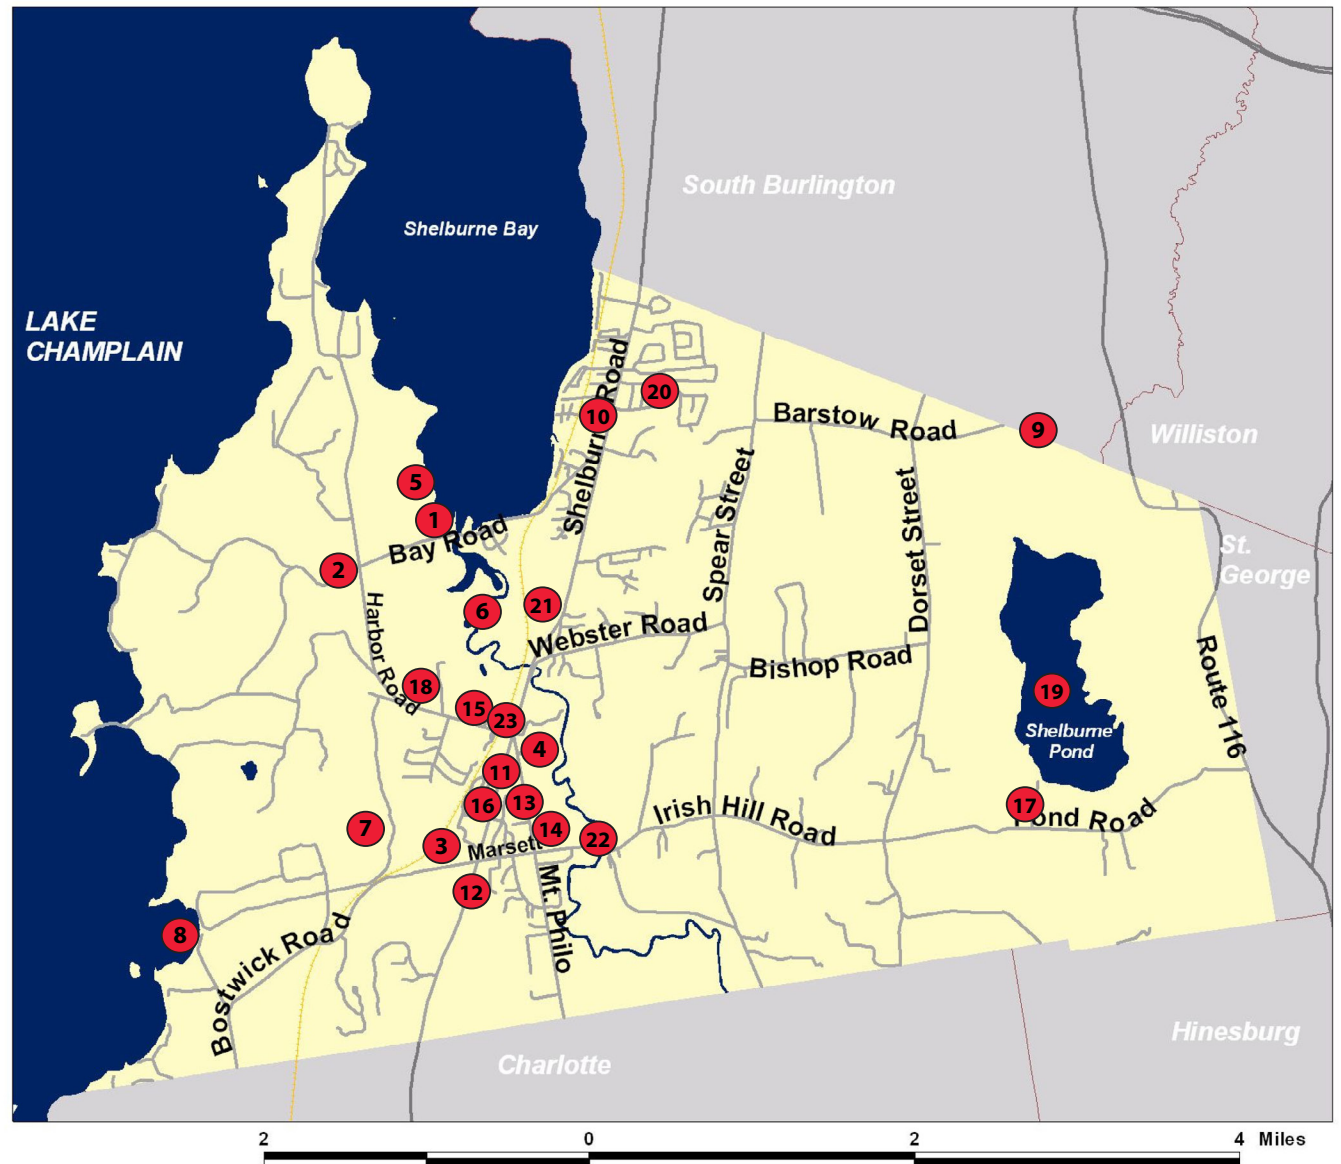 South Burlington
Shelburne Bay
LAKE
CHAMPLAIN
Shelburne Road
20
10
Barstow Road
9
Williston
5
1
Bay Road
Spear Street
Dorset Street
St.
George
2
Harbor Road
6
21
Webster Road
Bishop Road
Route 116
18
15
23
19
Shelburne
Pond
4
11
16
13
17
Pond Road
Irish Hill Road
7
14
22
3
Marsett
12
Mt. Philo
8
Bostwick Road
Hinesburg
Charlotte
2 0 2 4 Miles